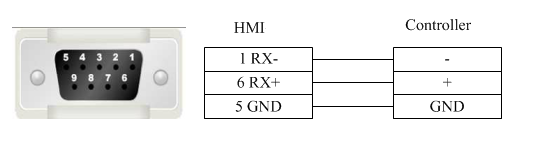 HMI
Controller
5 4 3 2 1
9 8 7 6
1 RX-
-
6 RX+
+
5 GND
GND